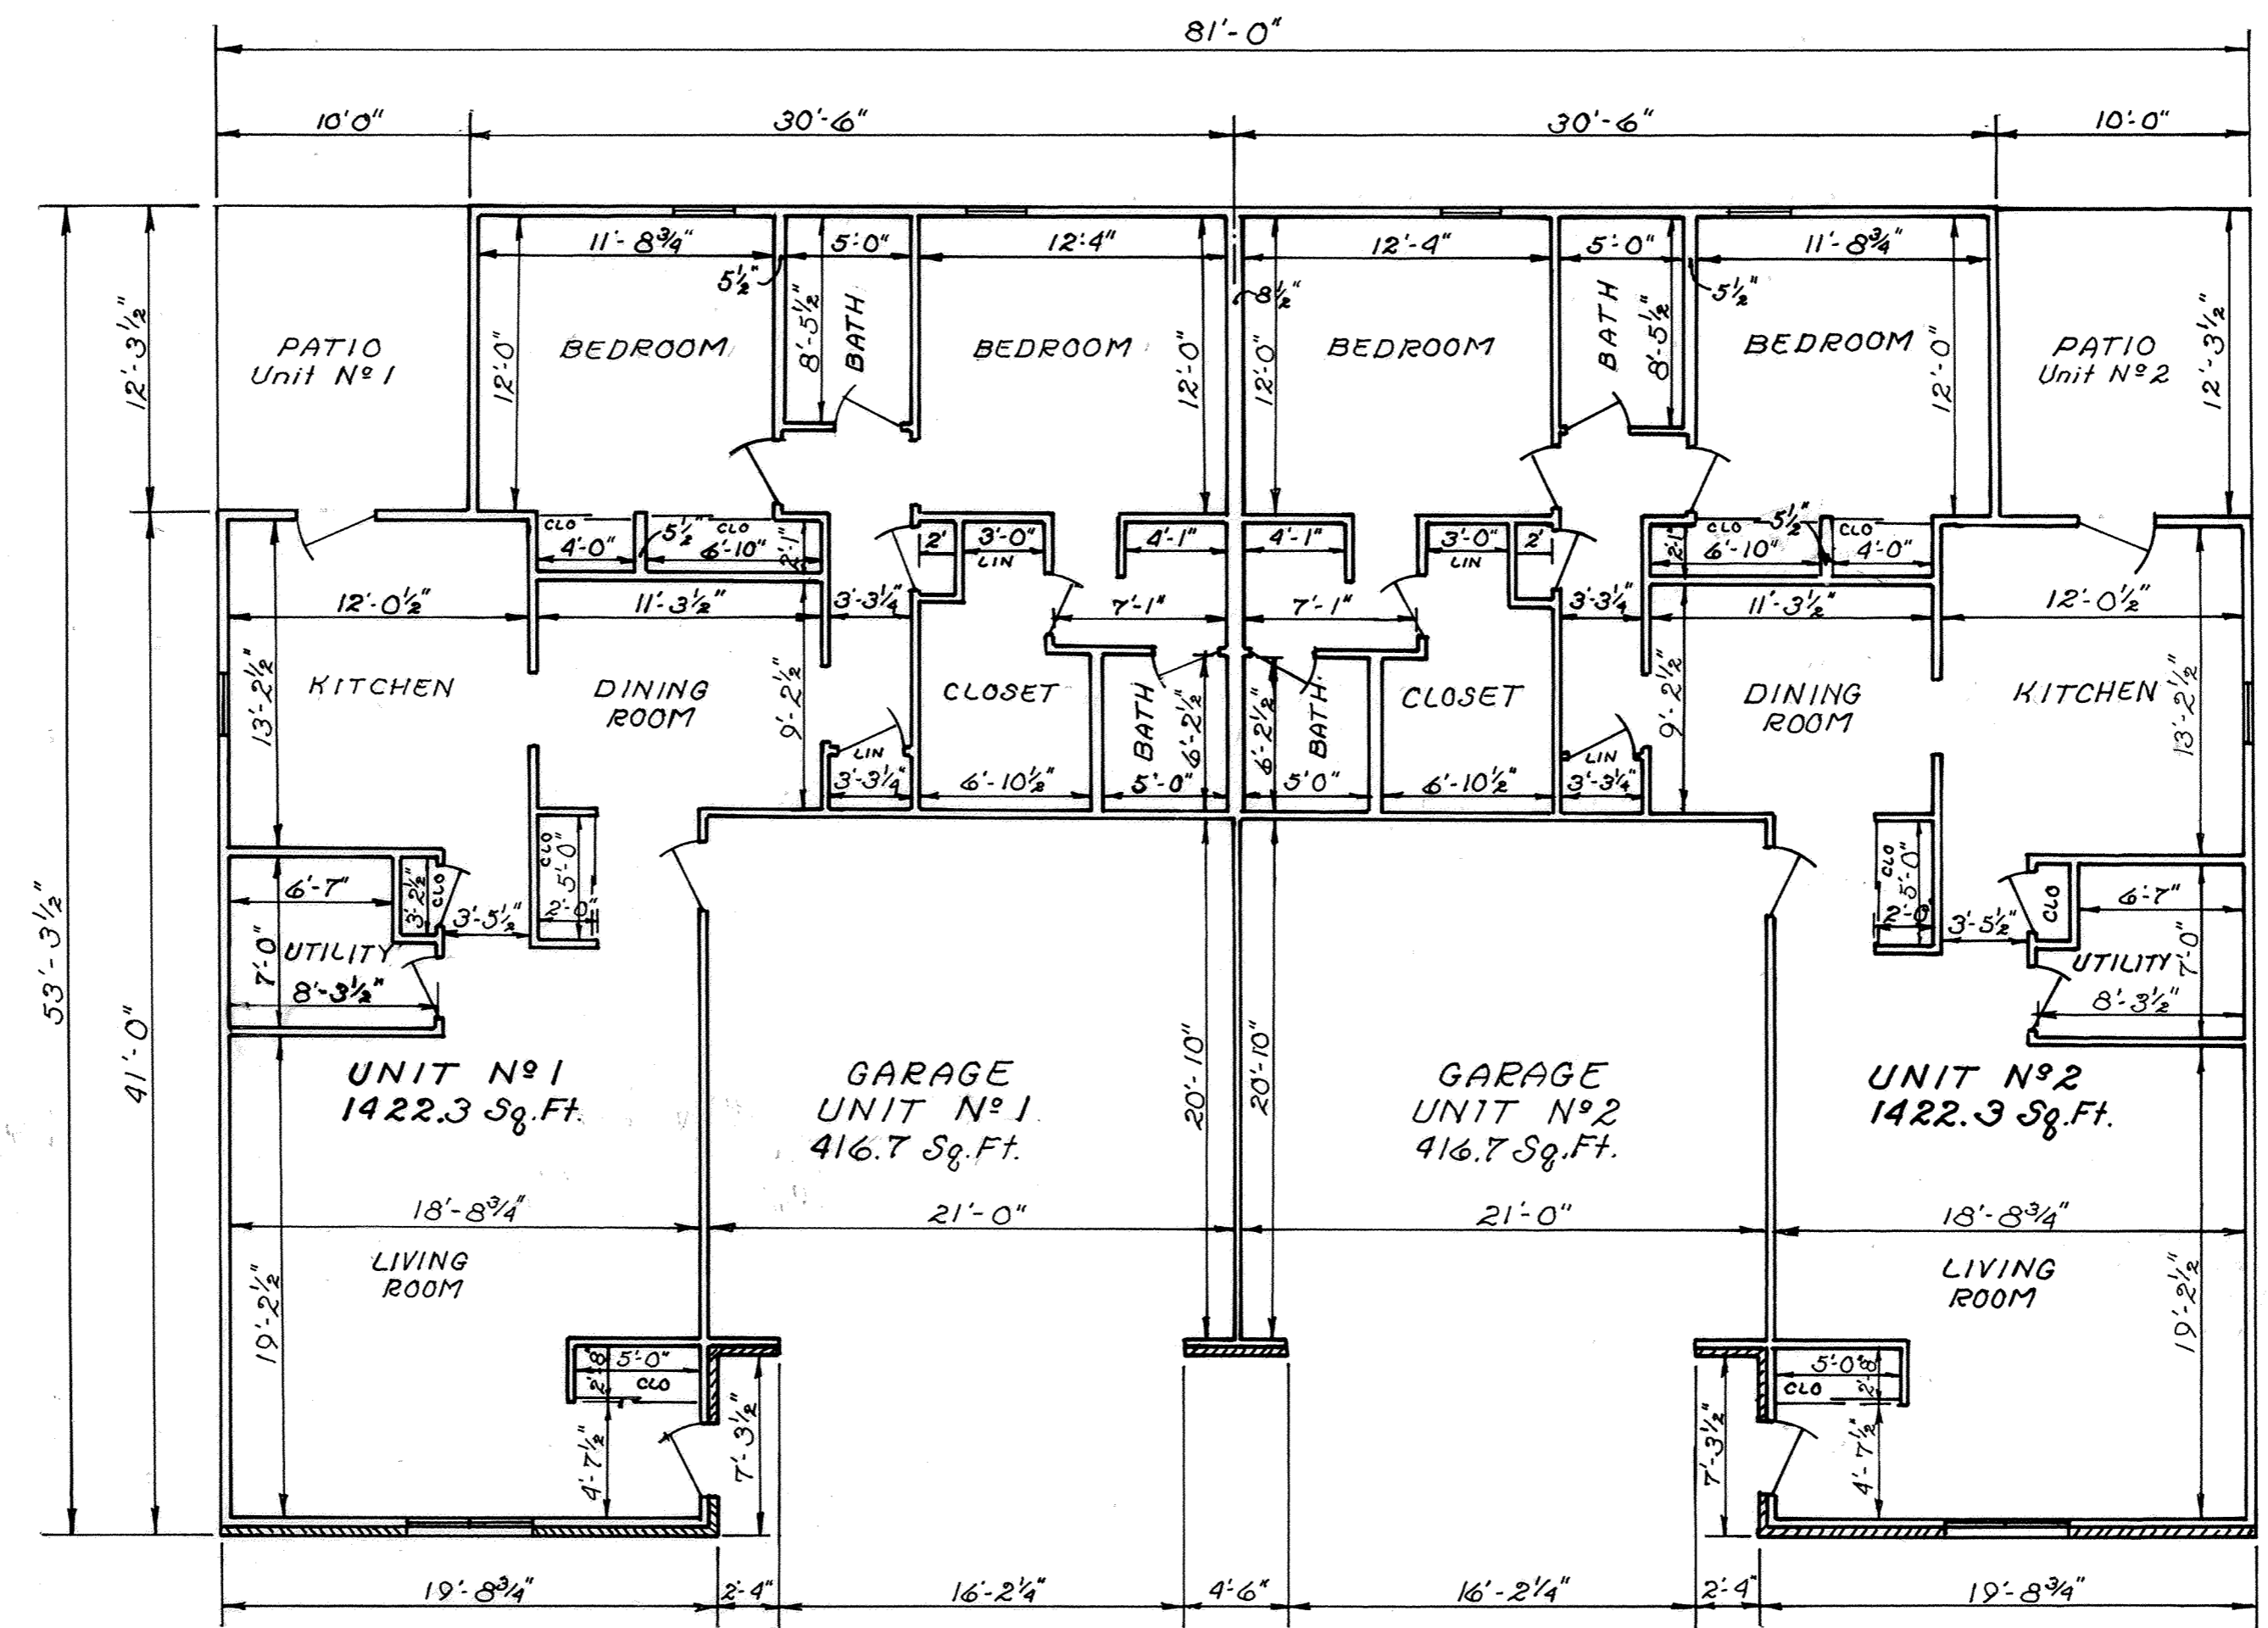 81'-0"
10'0" 30'-6" 30'-6" 10'-0"
11'-8¾" 5'-0" 12'-4" 12'-4" 5'-0" 11'-8¾"
5½" 8½" 5½"
12'-3½" 12'-0" 8'-5½" BATH 12'-0" 12'-0" BATH 8'-5½" 12'-0" 12'-3½"
PATIO BEDROOM BEDROOM BEDROOM BEDROOM PATIO
Unit Nº 1 Unit Nº 2
CLO 5½" CLO CLO 5½" CLO
4'-0" 6'-10" 2'-1" 2' 3'-0" 4'-1" 4'-1" 3'-0" 2' 2'-1" 6'-10" 4'-0"
LIN LIN
12'-0½" 11'-3½" 3'-3¼" 7'-1" 7'-1" 3'-3¼" 11'-3½" 12'-0½"
13'-2½" 9'-2½" 9'-2½" 13'-2½"
KITCHEN DINING CLOSET BATH 6'-2½" 6'-2½" BATH CLOSET DINING KITCHEN
ROOM ROOM
LIN LIN
3'-3¼" 6'-10½" 5'-0" 5'0" 6'-10½" 3'-3¼"
CLO 5'-0" CLO 5'-0"
6'-7" 3'-2½" CLO CLO 6'-7"
2'-0" 2'-0"
3'-5½" 3'-5½"
7'-0" UTILITY UTILITY 7'-0"
8'-3½" 8'-3½"
53'-3½" 41'-0"
UNIT Nº 1 GARAGE GARAGE UNIT Nº 2
1422.3 Sq.Ft. UNIT Nº 1 20'-10" 20'-10" UNIT Nº 2 1422.3 Sq.Ft.
416.7 Sq.Ft. 416.7 Sq.Ft.
18'-8¾" 21'-0" 21'-0" 18'-8¾"
LIVING LIVING
ROOM ROOM
19'-2½" 19'-2½"
2'-8" 5'-0" 5'-0" 2'-8"
CLO CLO
4'-7½" 7'-3½" 7'-3½" 4'-7½"
19'-8¾" 2'-4" 16'-2¼" 4'-6" 16'-2¼" 2'-4" 19'-8¾"